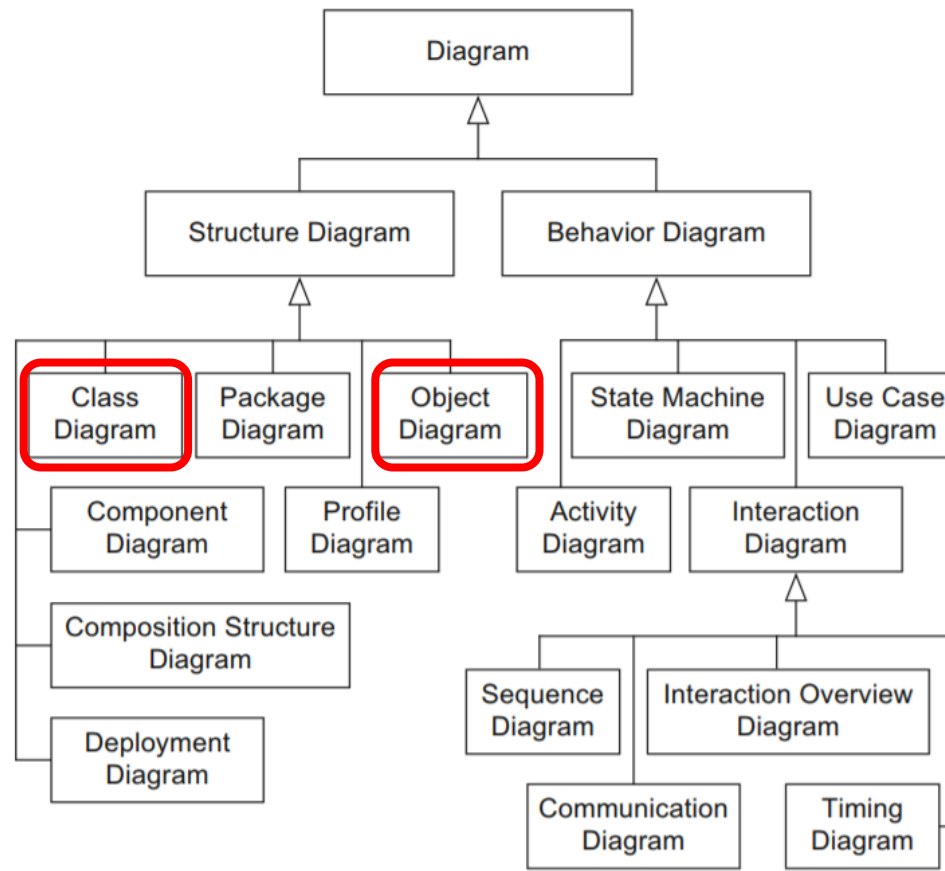 Diagram
Structure Diagram
Behavior Diagram
Class
Diagram
Package
Diagram
Object
Diagram
State Machine
Diagram
Use Case
Diagram
Component
Diagram
Profile
Diagram
Activity
Diagram
Interaction
Diagram
Composition Structure
Diagram
Sequence
Diagram
Interaction Overview
Diagram
Deployment
Diagram
Communication
Diagram
Timing
Diagram